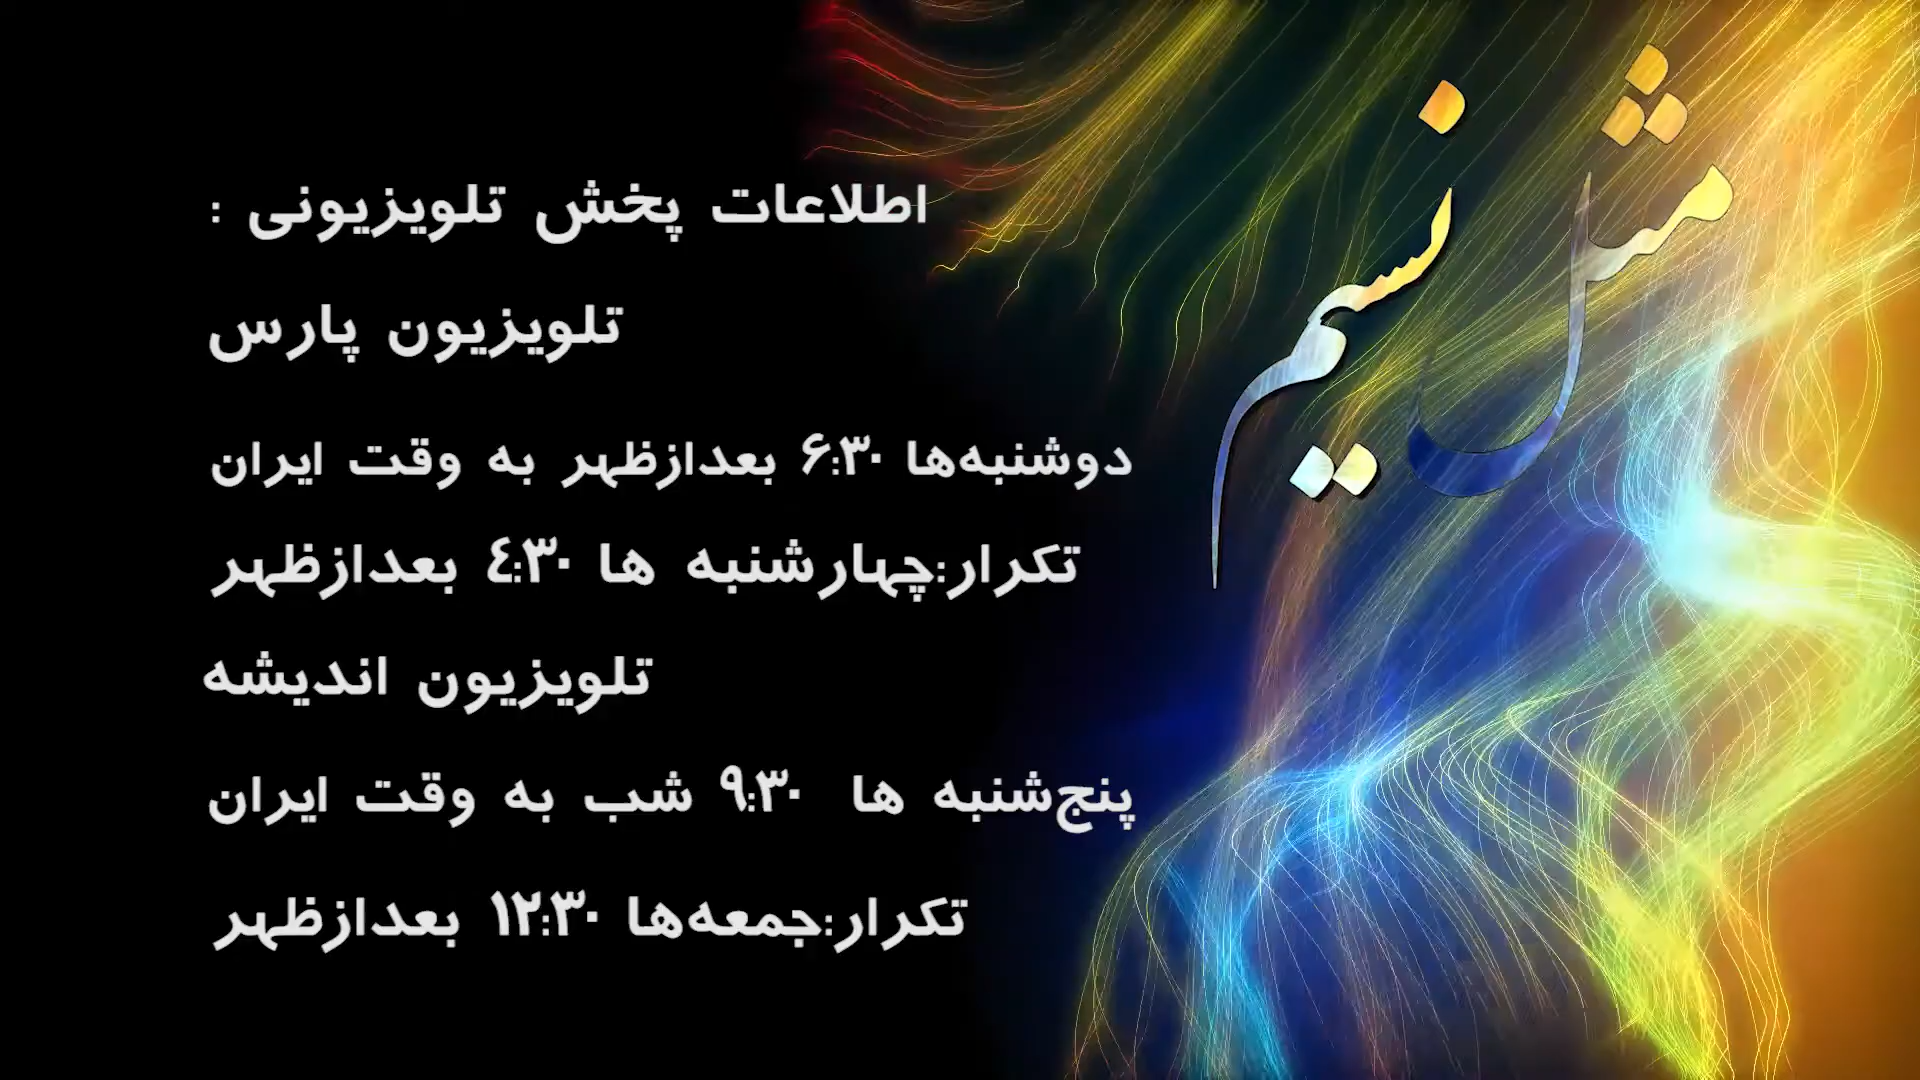 مثل نسیم
اطلاعات پخش تلویزیونی :
تلویزیون پارس
دوشنبه‌ها ۶:۳۰ بعدازظهر به وقت ایران
تکرار:چهارشنبه ها ٤:۳۰ بعدازظهر
تلویزیون اندیشه
پنج‌شنبه ها ۹:۳۰ شب به وقت ایران
تکرار:جمعه‌ها ۱۲:۳۰ بعدازظهر